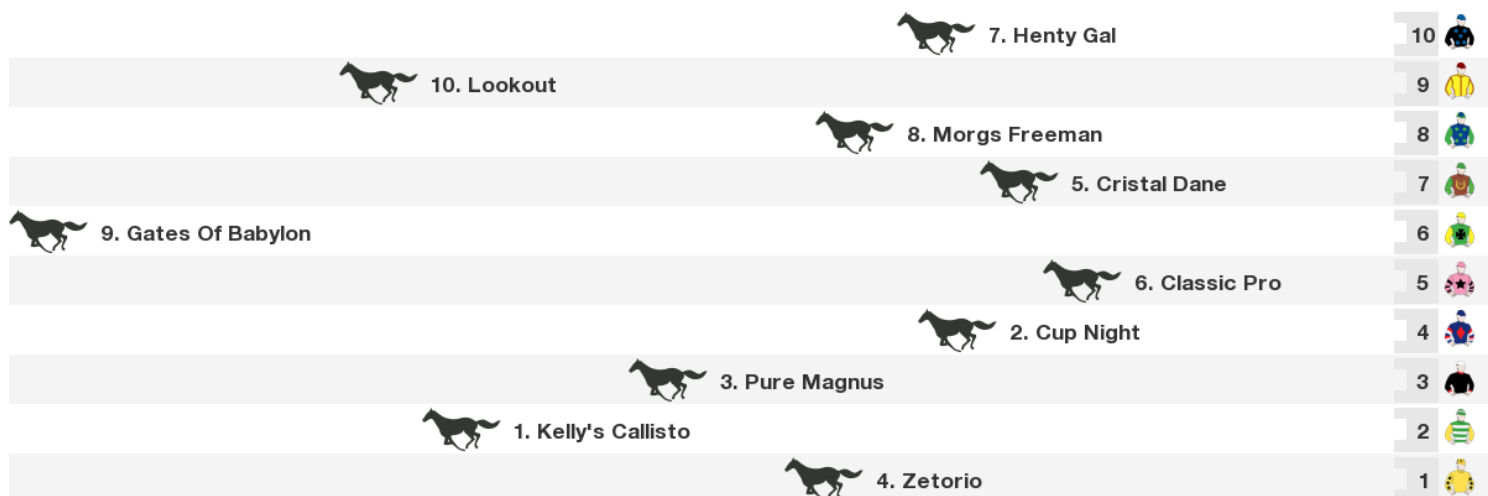 7. Henty Gal 10
10. Lookout 9
8. Morgs Freeman 8
5. Cristal Dane 7
9. Gates Of Babylon 6
6. Classic Pro 5
2. Cup Night 4
3. Pure Magnus 3
1. Kelly's Callisto 2
4. Zetorio 1